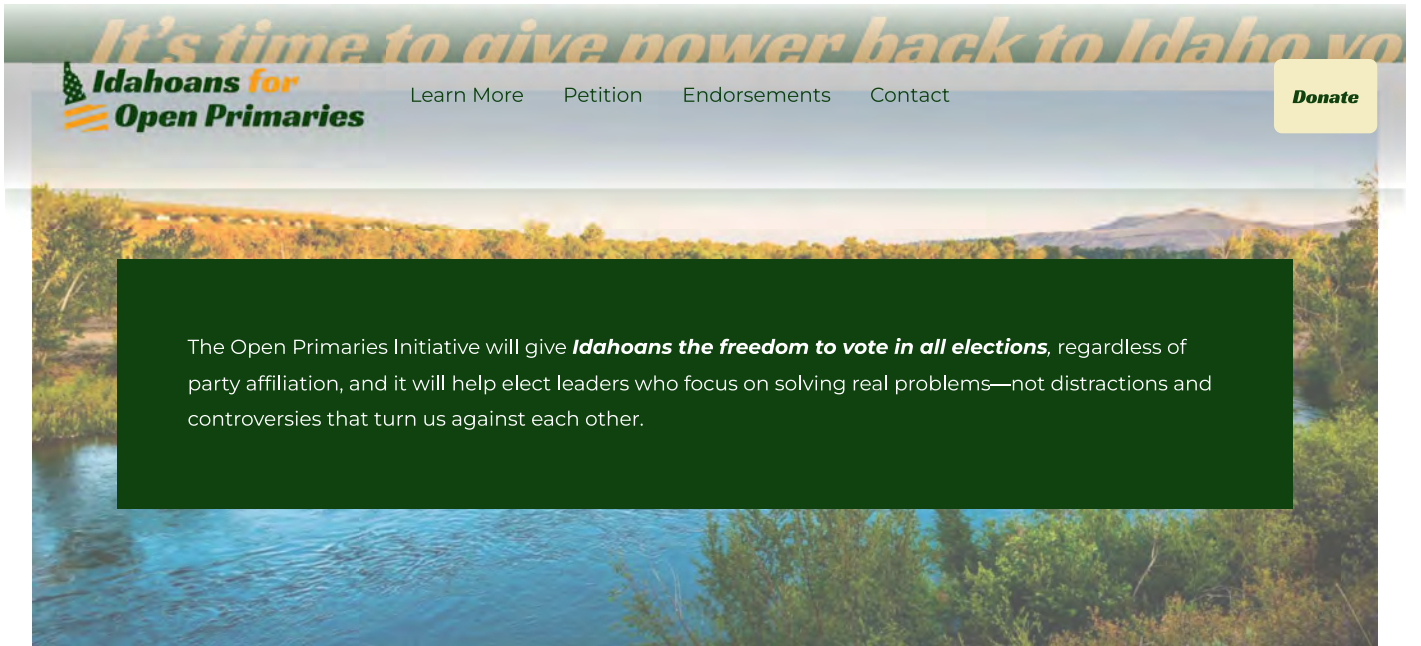 It's time to give power back to Idaho
Idahoans for
Open Primaries
Learn More
Petition
Endorsements
Contact
Donate
The Open Primaries Initiative will give Idahoans the freedom to vote in all elections, regardless of
party affiliation, and it will help elect leaders who focus on solving real problems—not distractions and
controversies that turn us against each other.